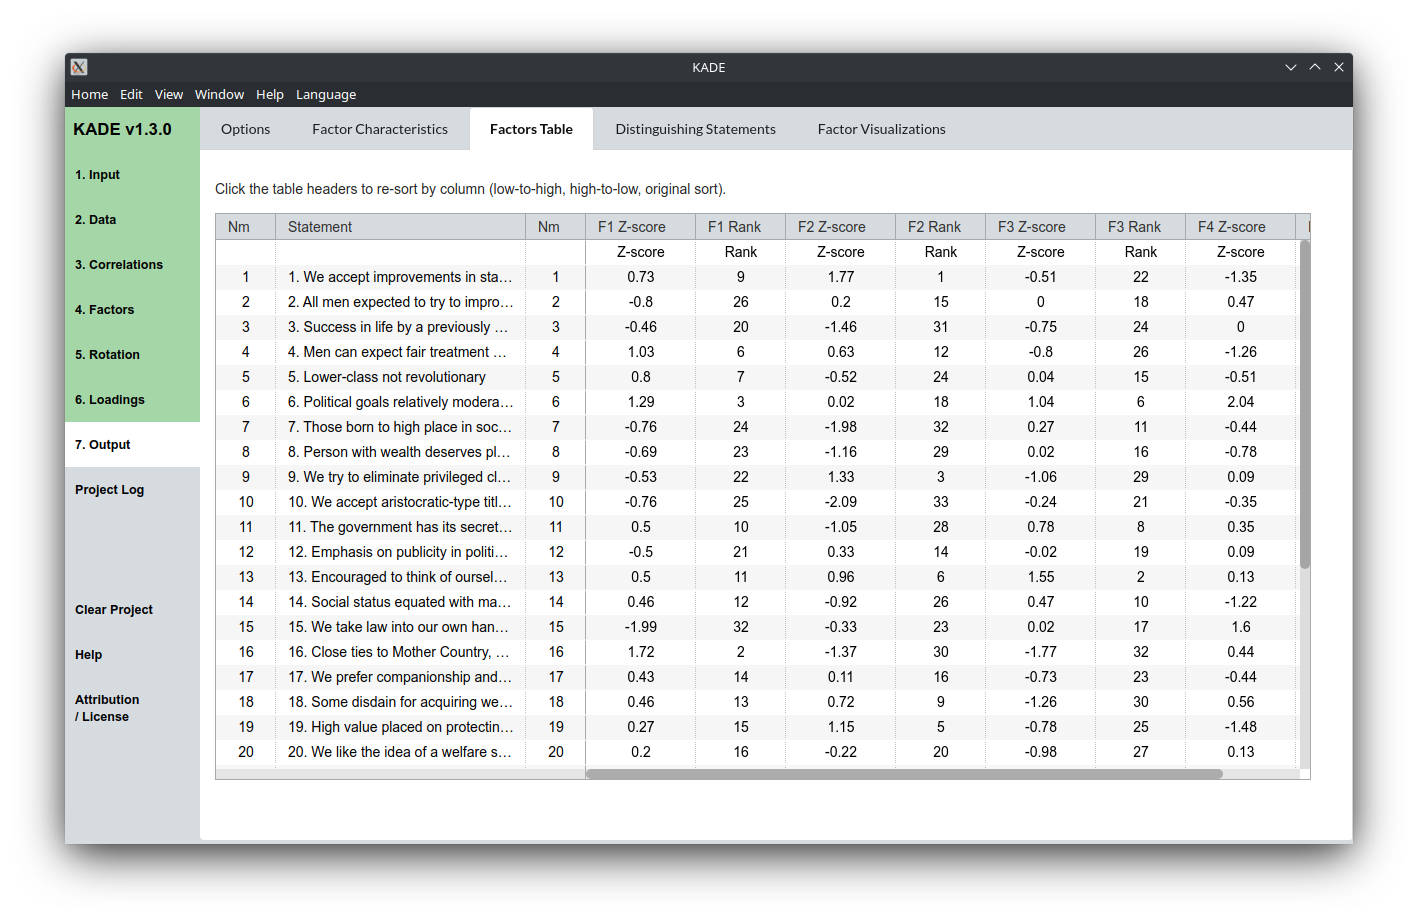 KADE
Home Edit View Window Help Language
KADE v1.3.0
Options Factor Characteristics Factors Table Distinguishing Statements Factor Visualizations
1. Input
2. Data
3. Correlations
4. Factors
5. Rotation
6. Loadings
7. Output
Project Log
Clear Project
Help
Attribution
/ License
Click the table headers to re-sort by column (low-to-high, high-to-low, original sort).
Nm Statement Nm F1 Z-score F1 Rank F2 Z-score F2 Rank F3 Z-score F3 Rank F4 Z-score
Z-score Rank Z-score Rank Z-score Rank Z-score
1 1. We accept improvements in sta… 1 0.73 9 1.77 1 -0.51 22 -1.35
2 2. All men expected to try to impro… 2 -0.8 26 0.2 15 0 18 0.47
3 3. Success in life by a previously … 3 -0.46 20 -1.46 31 -0.75 24 0
4 4. Men can expect fair treatment … 4 1.03 6 0.63 12 -0.8 26 -1.26
5 5. Lower-class not revolutionary 5 0.8 7 -0.52 24 0.04 15 -0.51
6 6. Political goals relatively modera… 6 1.29 3 0.02 18 1.04 6 2.04
7 7. Those born to high place in soc… 7 -0.76 24 -1.98 32 0.27 11 -0.44
8 8. Person with wealth deserves pl… 8 -0.69 23 -1.16 29 0.02 16 -0.78
9 9. We try to eliminate privileged cl… 9 -0.53 22 1.33 3 -1.06 29 0.09
10 10. We accept aristocratic-type titl… 10 -0.76 25 -2.09 33 -0.24 21 -0.35
11 11. The government has its secret… 11 0.5 10 -1.05 28 0.78 8 0.35
12 12. Emphasis on publicity in politi… 12 -0.5 21 0.33 14 -0.02 19 0.09
13 13. Encouraged to think of oursel… 13 0.5 11 0.96 6 1.55 2 0.13
14 14. Social status equated with ma… 14 0.46 12 -0.92 26 0.47 10 -1.22
15 15. We take law into our own han… 15 -1.99 32 -0.33 23 0.02 17 1.6
16 16. Close ties to Mother Country, … 16 1.72 2 -1.37 30 -1.77 32 0.44
17 17. We prefer companionship and… 17 0.43 14 0.11 16 -0.73 23 -0.44
18 18. Some disdain for acquiring we… 18 0.46 13 0.72 9 -1.26 30 0.56
19 19. High value placed on protectin… 19 0.27 15 1.15 5 -0.78 25 -1.48
20 20. We like the idea of a welfare s… 20 0.2 16 -0.22 20 -0.98 27 0.13